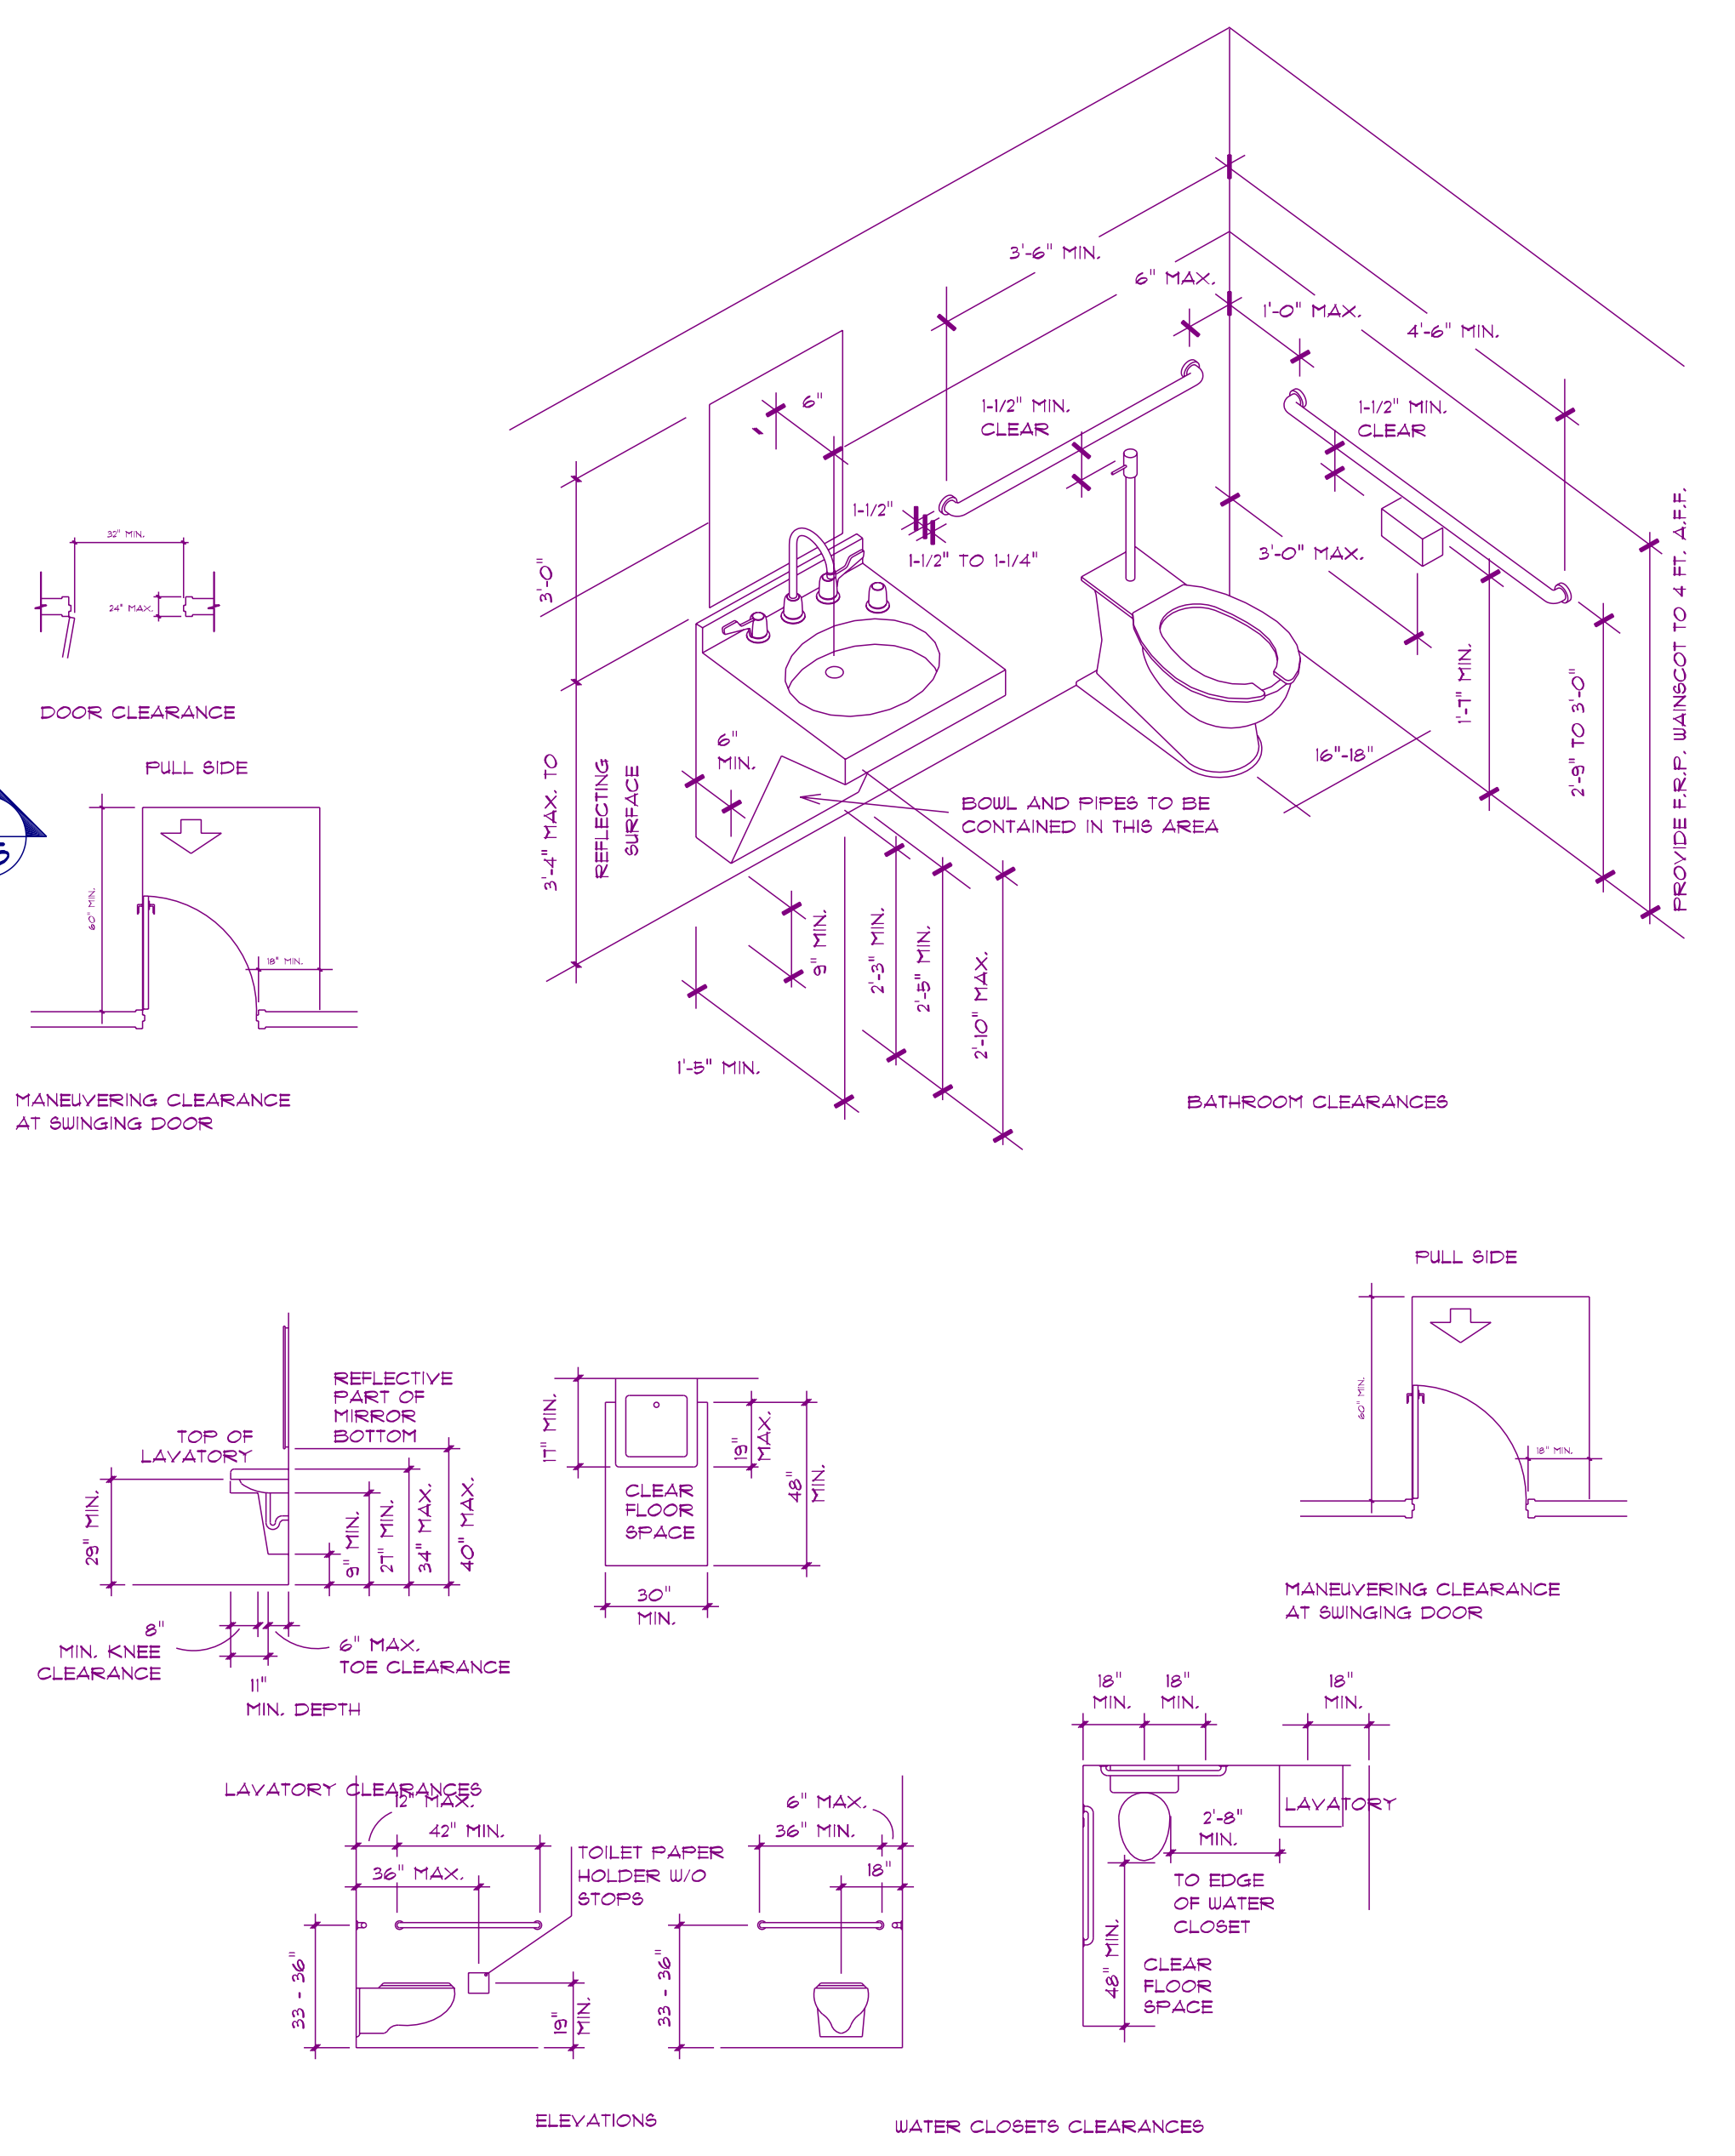 3'-6" MIN.
6" MAX.
1'-0" MAX.
4'-6" MIN.
6"
1-1/2" MIN.
CLEAR
1-1/2" MIN.
CLEAR
1-1/2"
1-1/2" TO 1-1/4"
3'-0" MAX.
3'-0"
3'-4" MAX. TO
REFLECTING
SURFACE
6"
MIN.
BOWL AND PIPES TO BE
CONTAINED IN THIS AREA
16"-18"
1'-7" MIN.
2'-9" TO 3'-0"
PROVIDE F.R.P. WAINSCOT TO 4 FT. A.F.F.
9" MIN.
2'-3" MIN.
2'-5" MIN.
2'-10" MAX.
1'-5" MIN.
BATHROOM CLEARANCES
32" MIN.
24" MAX.
DOOR CLEARANCE
PULL SIDE
60" MIN.
18" MIN.
MANEUVERING CLEARANCE
AT SWINGING DOOR
PULL SIDE
60" MIN.
18" MIN.
MANEUVERING CLEARANCE
AT SWINGING DOOR
REFLECTIVE
PART OF
MIRROR
BOTTOM
TOP OF
LAVATORY
29" MIN.
9" MIN.
27" MIN.
34" MAX.
40" MAX.
8"
MIN. KNEE
CLEARANCE
6" MAX.
TOE CLEARANCE
11"
MIN. DEPTH
LAVATORY CLEARANCES
17" MIN.
19"
MAX.
48"
MIN.
CLEAR
FLOOR
SPACE
30"
MIN.
12" MAX.
42" MIN.
36" MAX.
TOILET PAPER
HOLDER W/O
STOPS
33 - 36"
19"
MIN.
6" MAX.
36" MIN.
18"
33 - 36"
ELEVATIONS
18"
MIN.
18"
MIN.
18"
MIN.
LAVATORY
2'-8"
MIN.
TO EDGE
OF WATER
CLOSET
48" MIN.
CLEAR
FLOOR
SPACE
WATER CLOSETS CLEARANCES